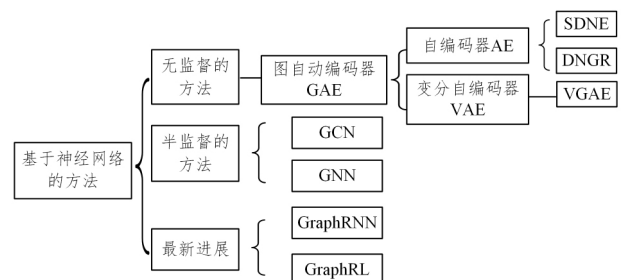 基于神经网络
的方法
无监督的
方法
图自动编码器
GAE
自编码器AE
SDNE
DNGR
变分自编码器
VAE
VGAE
半监督的
方法
GCN
GNN
最新进展
GraphRNN
GraphRL